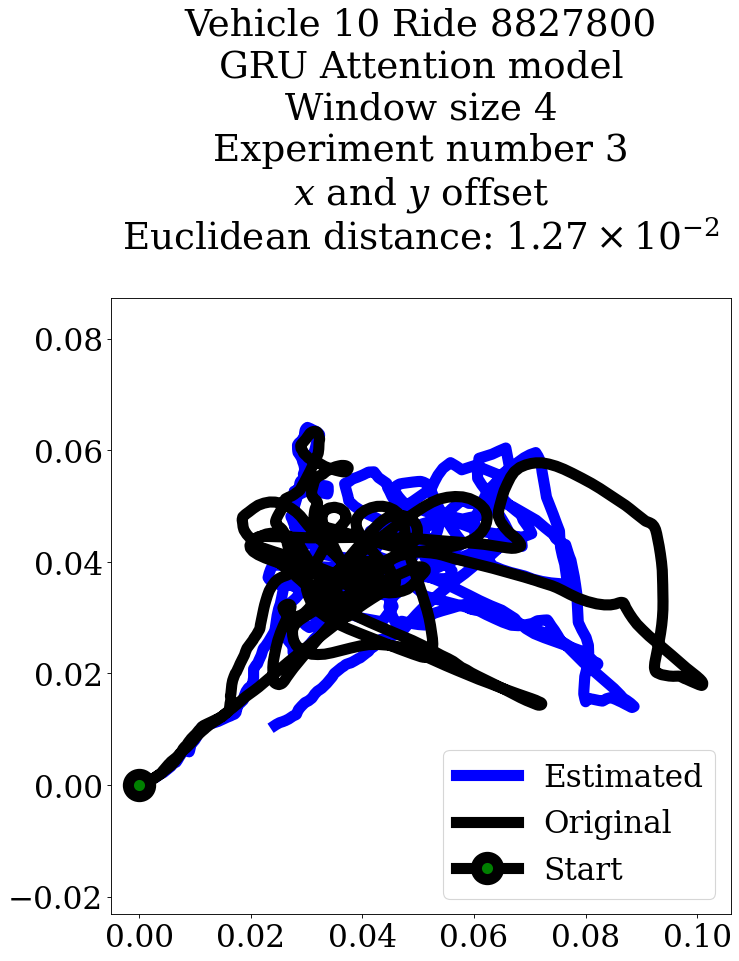 Vehicle 10 Ride 8827800
GRU Attention model
Window size 4
Experiment number 3
x and y offset
Euclidean distance: 1.27 × 10⁻²
0.08
0.06
0.04
0.02
0.00
−0.02
0.00 0.02 0.04 0.06 0.08 0.10
Estimated
Original
Start